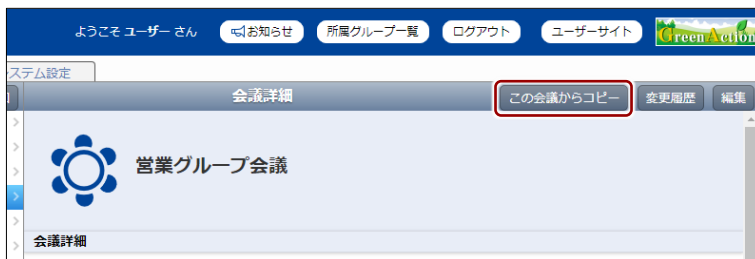 ようこそ ユーザー さん お知らせ 所属グループ一覧 ログアウト ユーザーサイト GreenAction
ステム設定
会議詳細 この会議からコピー 変更履歴 編集
営業グループ会議
会議詳細